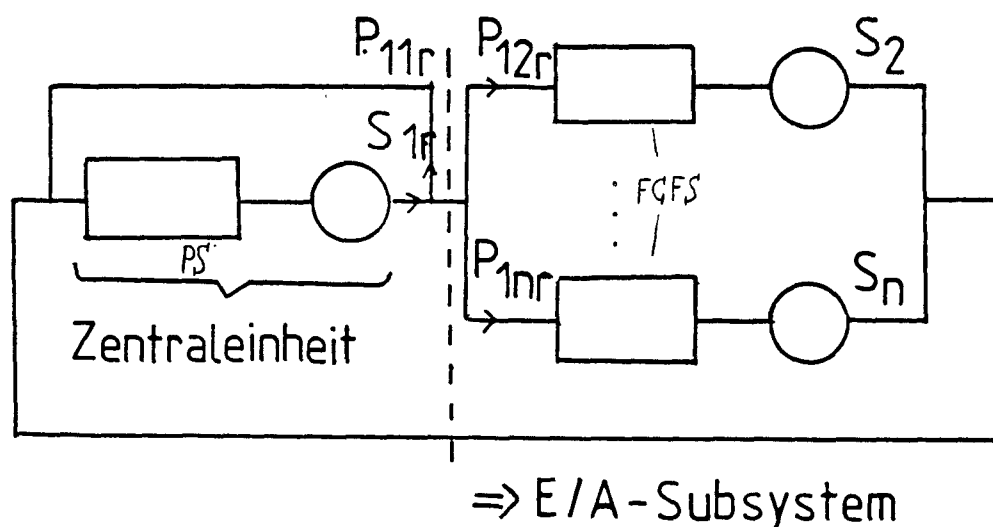 P11r
P12r
S2
S1r
PS
FCFS
P1nr
Sn
Zentraleinheit
⇒ E/A-Subsystem